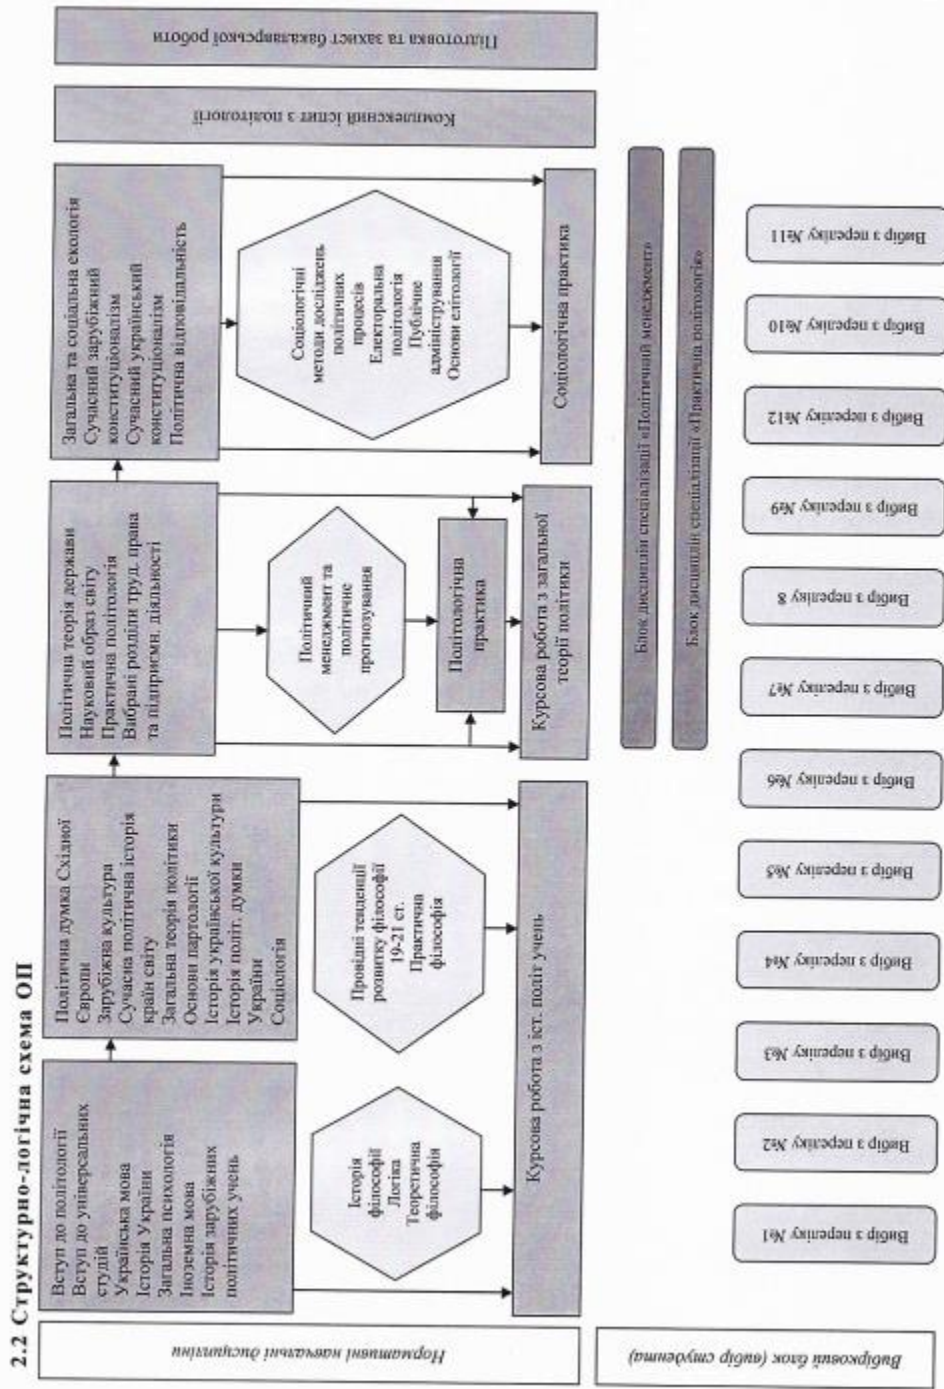 2.2 Структурно-логічна схема ОП
Нормативні навчальні дисципліни
Вступ до політології
Вступ до універсальних
студій
Українська мова
Історія України
Загальна психологія
Іноземна мова
Історія зарубіжних
політичних учень
Політична думка Східної
Європи
Зарубіжна культура
Сучасна політична історія
країн світу
Загальна теорія політики
Основи партології
Історія української культури
Історія політ. думки
України
Соціологія
Політична теорія держави
Науковий образ світу
Практична політологія
Вибрані розділи труд. права
та підприємн. діяльності
Загальна та соціальна екологія
Сучасний зарубіжний
конституціоналізм
Сучасний український
конституціоналізм
Політична відповідальність
Історія
філософії
Логіка
Теоретична
філософія
Провідні тенденції
розвитку філософії
19-21 ст.
Практична
філософія
Політичний
менеджмент та
політичне
прогнозування
Соціологічні
методи досліджень
політичних
процесів
Електоральна
політологія
Публічне
адміністрування
Основи елітології
Політологічна
практика
Курсова робота з іст. політ учень
Курсова робота з загальної
теорії політики
Соціологічна практика
Комплексний іспит з політології
Підготовка та захист бакалаврської роботи
Вибірковий блок (вибір студента)
Блок дисциплін спеціалізації «Політичний менеджмент»
Блок дисциплін спеціалізації «Практична політологія»
Вибір з переліку №1
Вибір з переліку №2
Вибір з переліку №3
Вибір з переліку №4
Вибір з переліку №5
Вибір з переліку №6
Вибір з переліку №7
Вибір з переліку 8
Вибір з переліку №9
Вибір з переліку №12
Вибір з переліку №10
Вибір з переліку №11